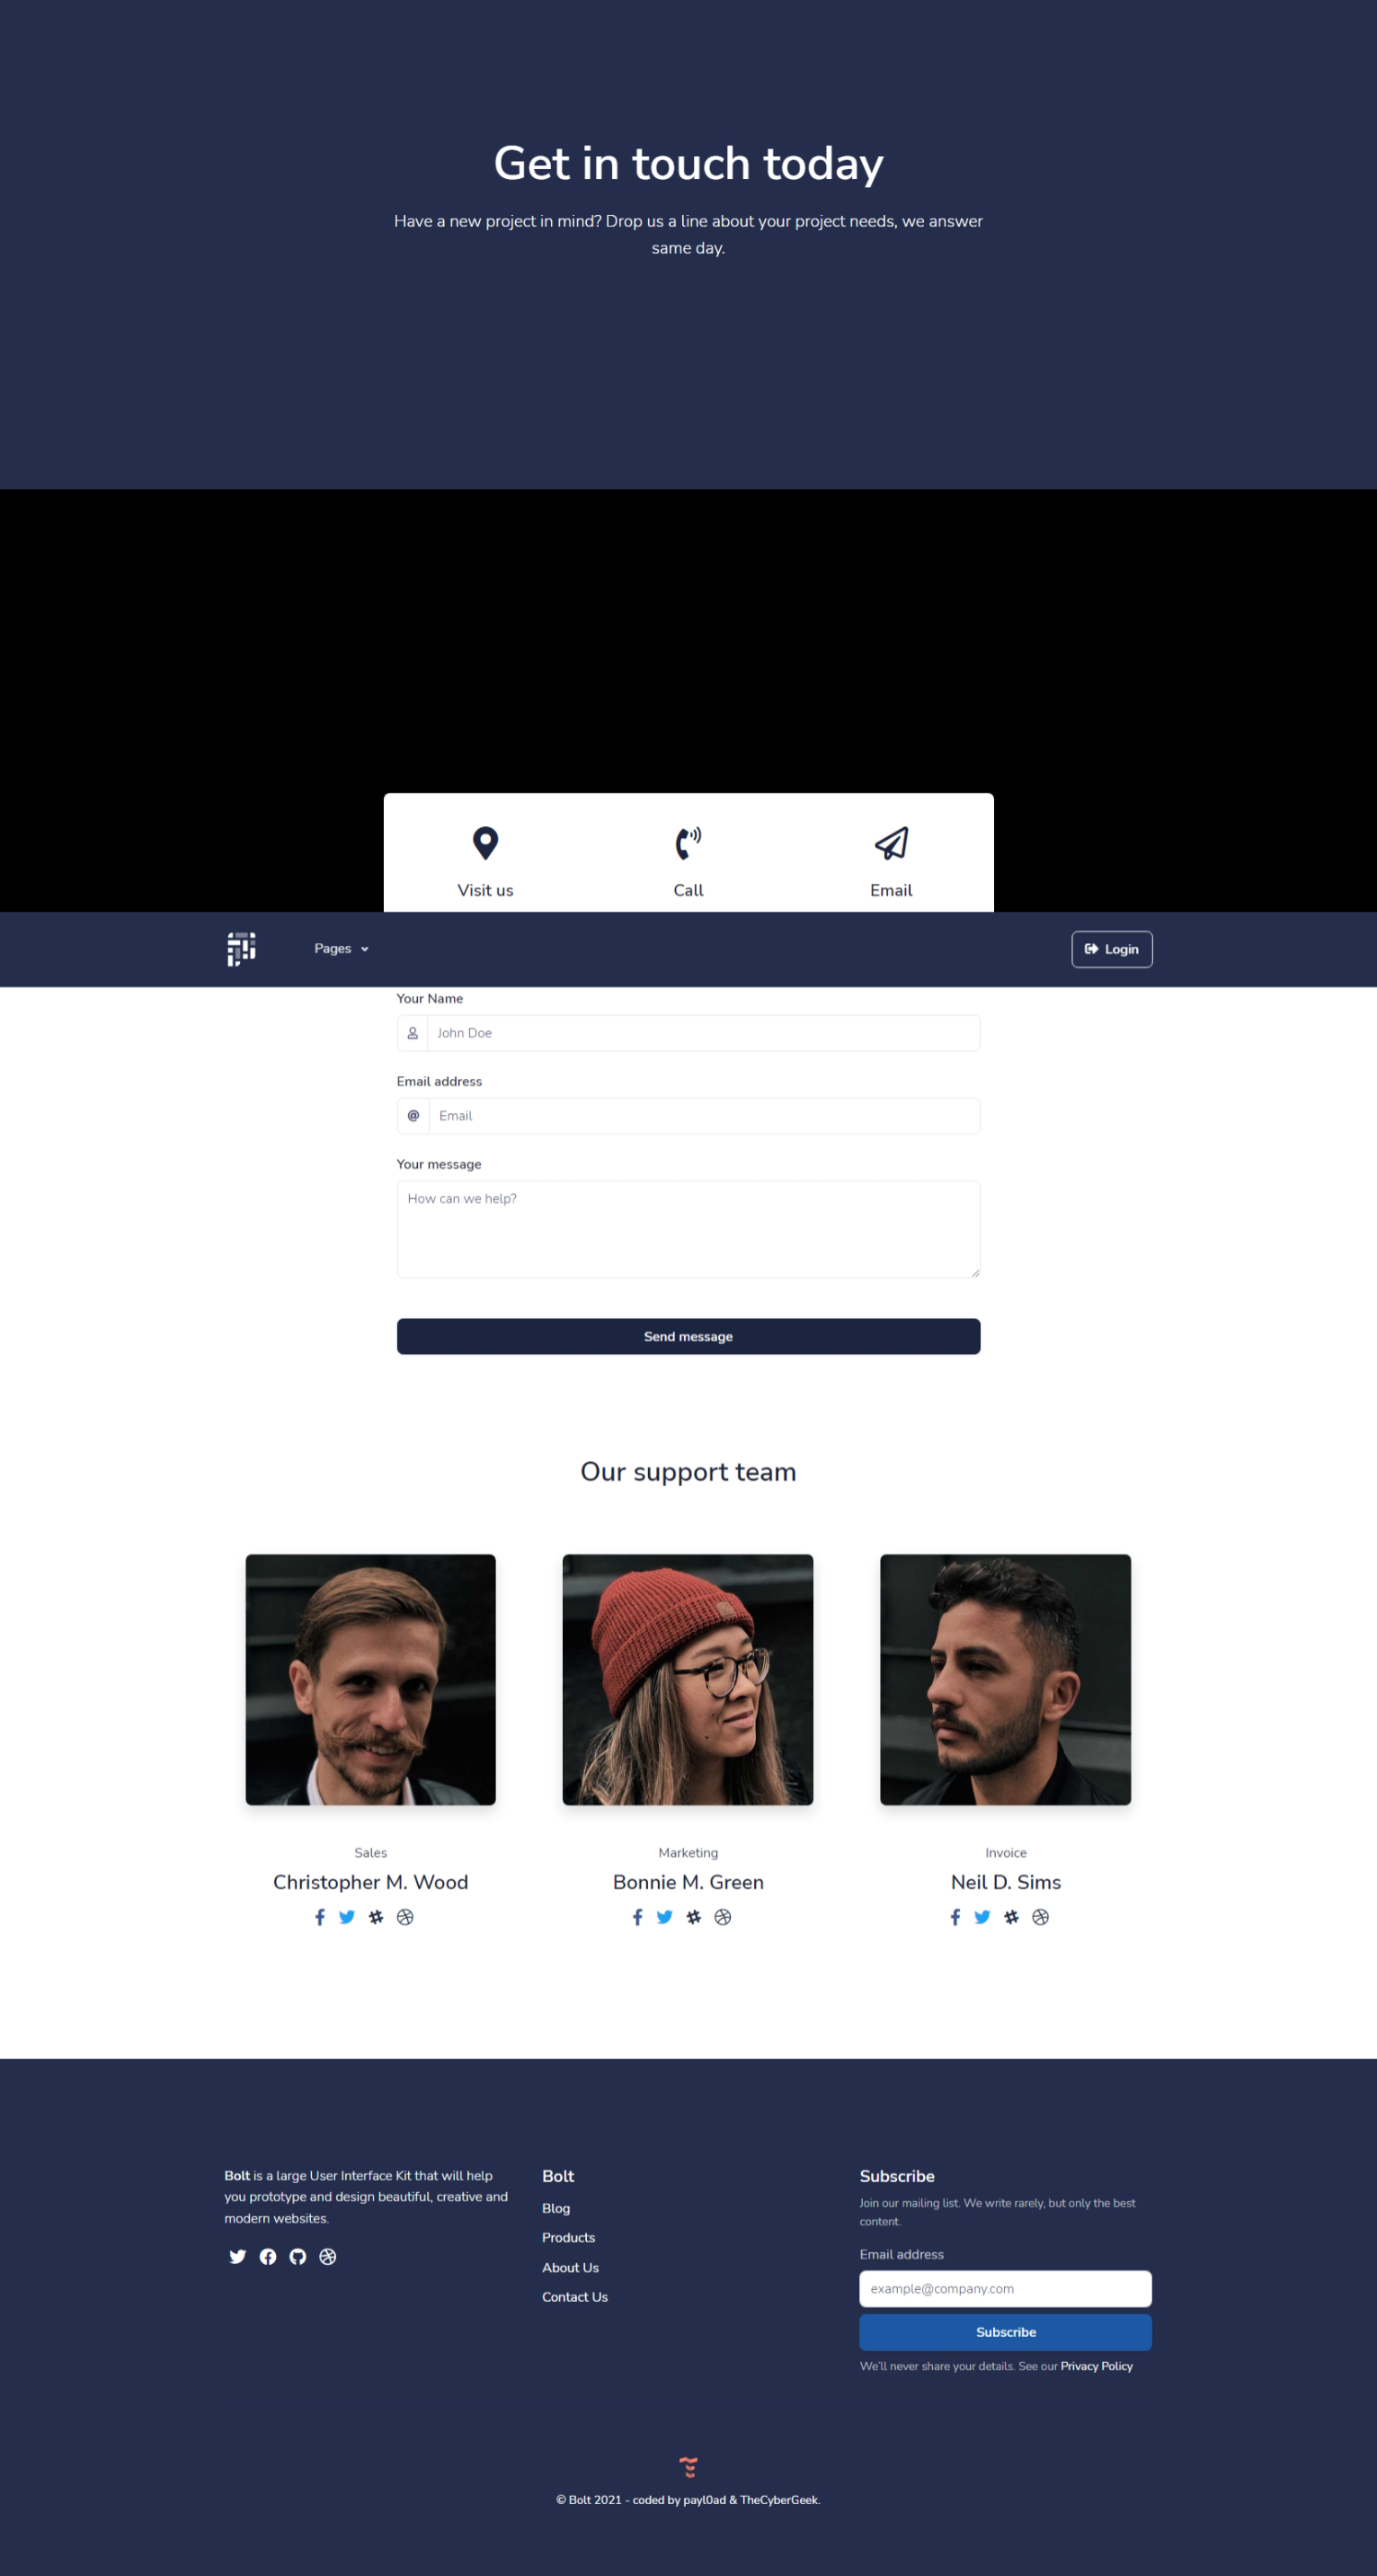 Get in touch today
Have a new project in mind? Drop us a line about your project needs, we answer
same day.
Visit us
Call
Email
Pages
Login
Your Name
John Doe
Email address
Email
Your message
How can we help?
Send message
Our support team
Sales
Christopher M. Wood
Marketing
Bonnie M. Green
Invoice
Neil D. Sims
Bolt is a large User Interface Kit that will help
you prototype and design beautiful, creative and
modern websites.
Bolt
Blog
Products
About Us
Contact Us
Subscribe
Join our mailing list. We write rarely, but only the best
content.
Email address
example@company.com
Subscribe
We'll never share your details. See our Privacy Policy
© Bolt 2021 - coded by payl0ad & TheCyberGeek.